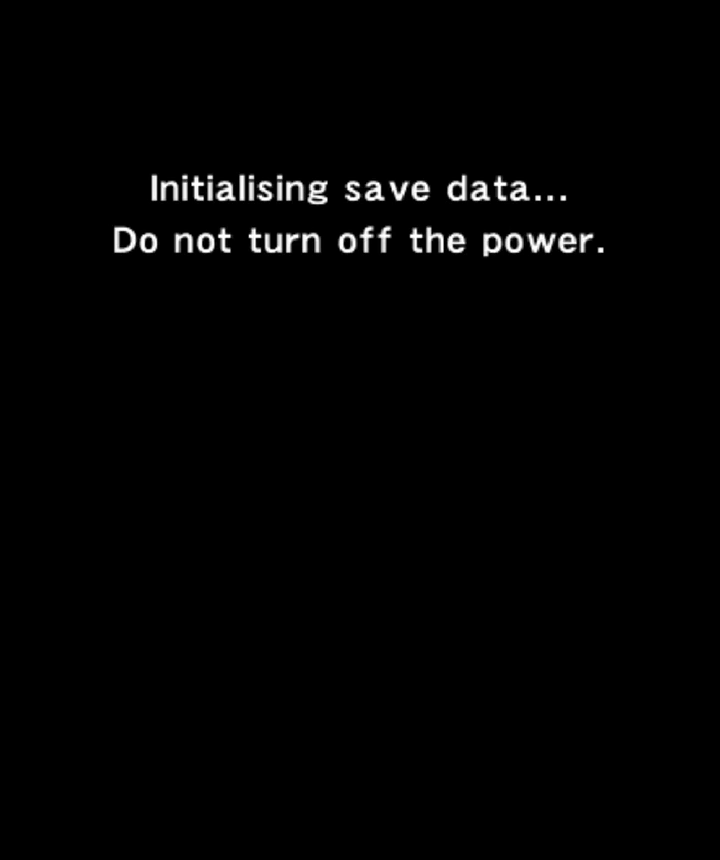 Initialising save data...
Do not turn off the power.